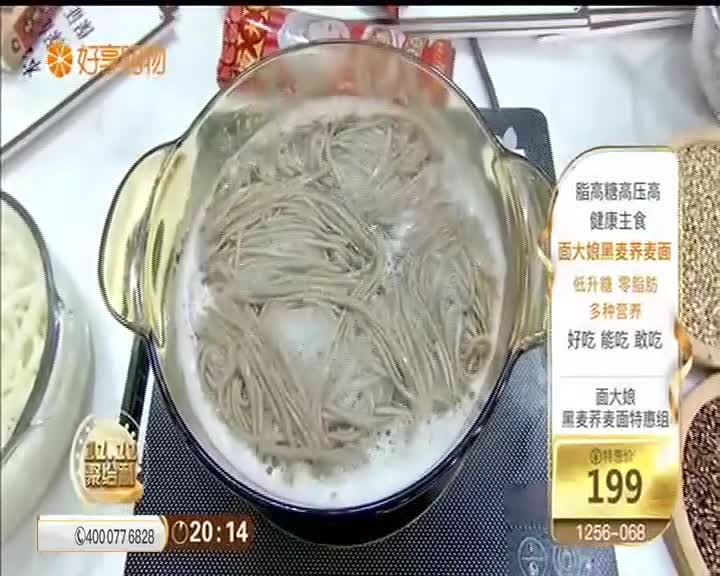 好享购物
脂高糖高压高
健康主食
面大娘黑麦荞麦面
低升糖 零脂肪
多种营养
好吃 能吃 敢吃
面大娘
黑麦荞麦面特惠组
特惠价
199
1256-068
400 077 6828
20:14